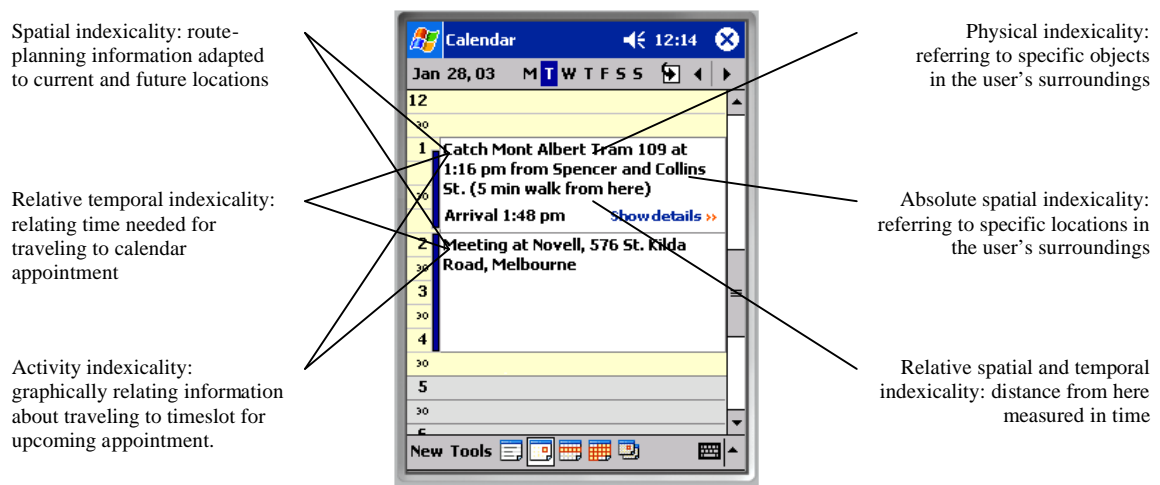 Spatial indexicality: route-
planning information adapted
to current and future locations
Relative temporal indexicality:
relating time needed for
traveling to calendar
appointment
Activity indexicality:
graphically relating information
about traveling to timeslot for
upcoming appointment.
Calendar 12:14
Jan 28, 03 M T W T F S S
12
30
1 Catch Mont Albert Tram 109 at
1:16 pm from Spencer and Collins
30 St. (5 min walk from here)
Arrival 1:48 pm Show details »
2 Meeting at Novell, 576 St. Kilda
30 Road, Melbourne
3
30
4
30
5
30
6
New Tools
Physical indexicality:
referring to specific objects
in the user's surroundings
Absolute spatial indexicality:
referring to specific locations in
the user's surroundings
Relative spatial and temporal
indexicality: distance from here
measured in time